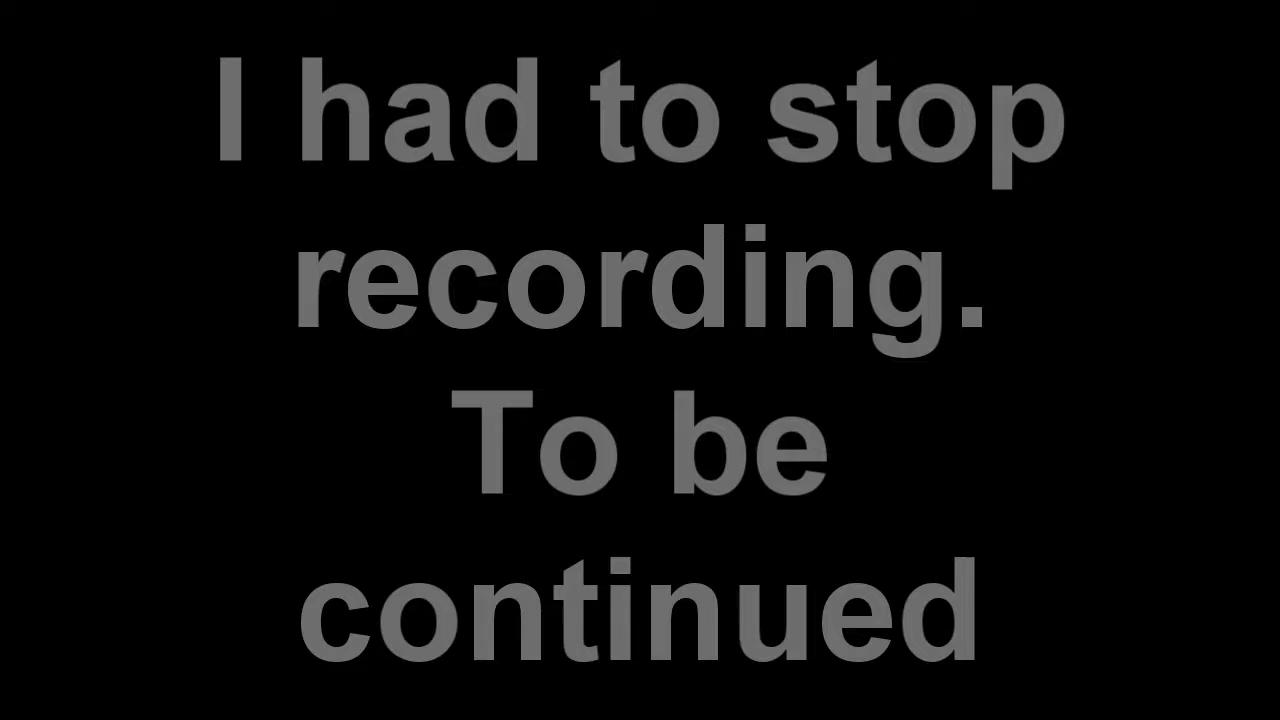 I had to stop
recording.
To be
continued